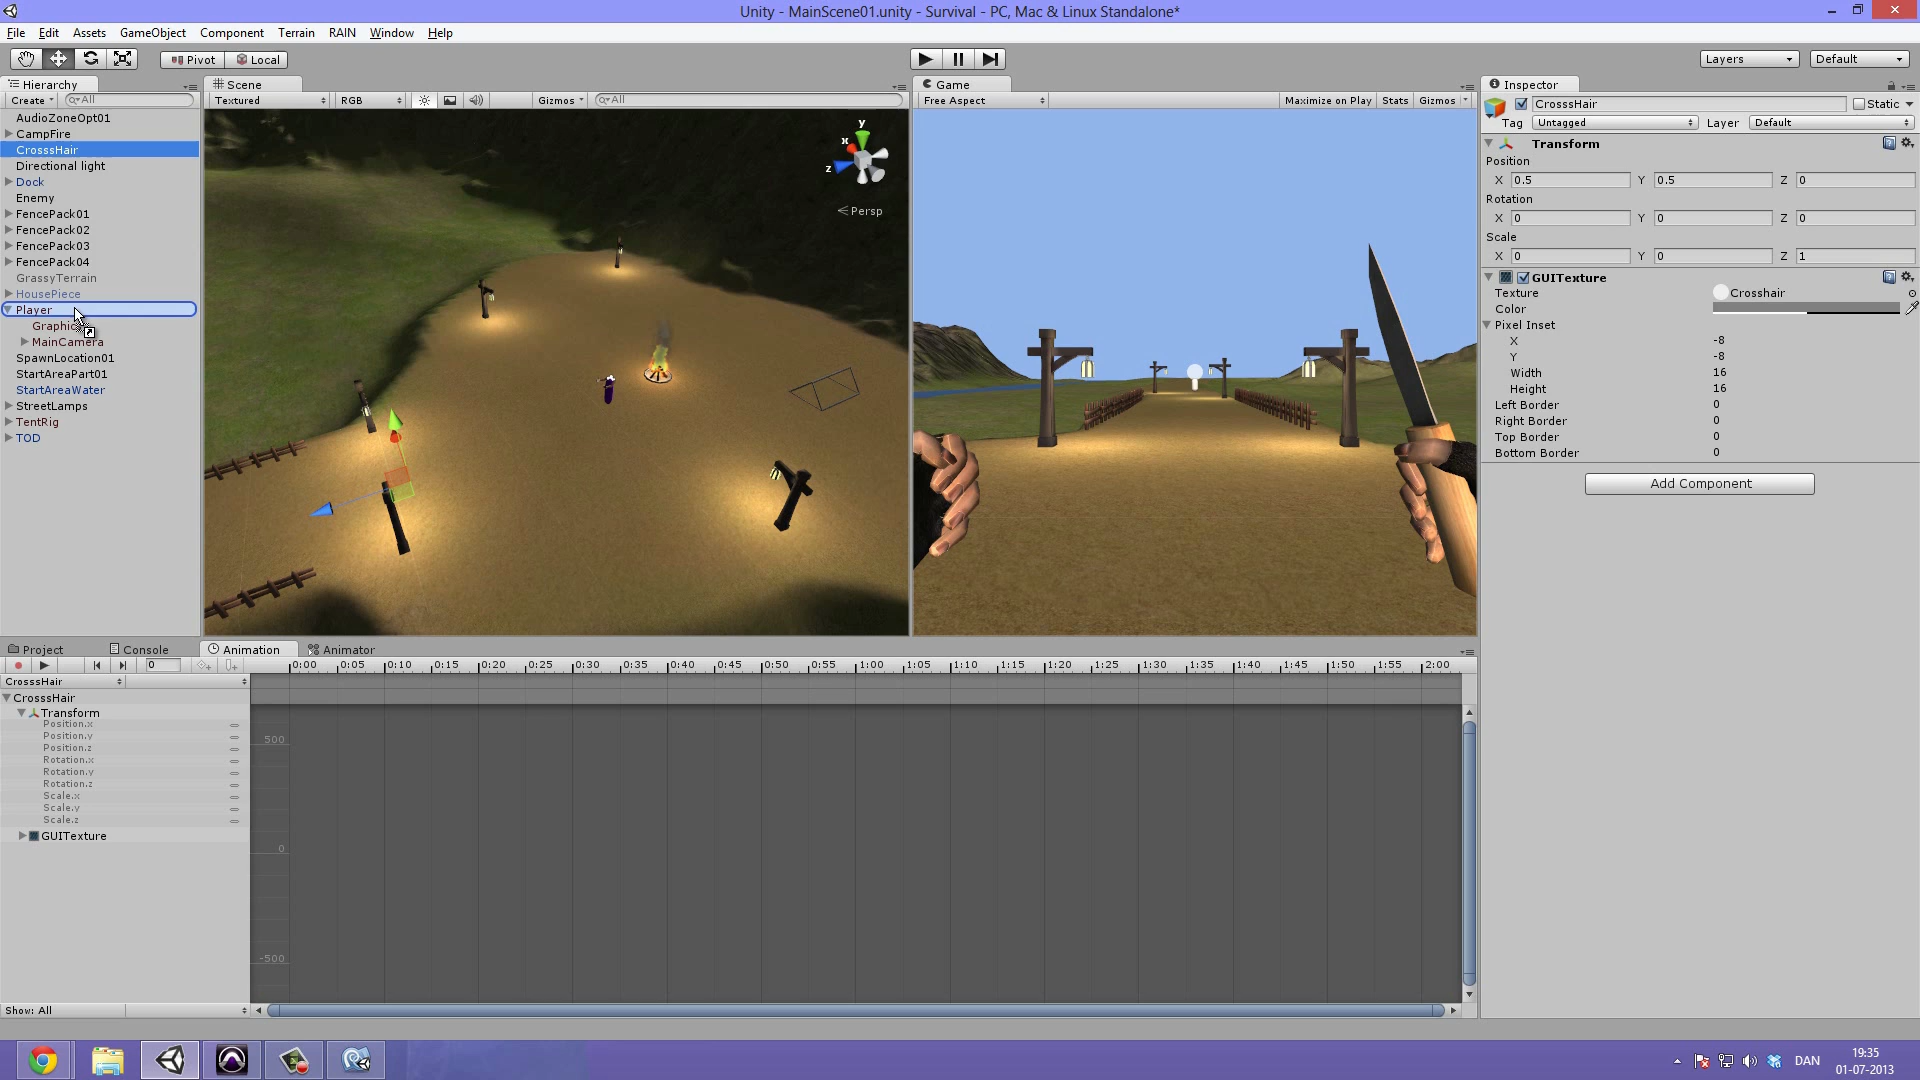 Unity - MainScene01.unity - Survival - PC, Mac & Linux Standalone*
File Edit Assets GameObject Component Terrain RAIN Window Help
Pivot Local Layers Default
Hierarchy
Create All
AudioZoneOpt01
CampFire
CrosssHair
Directional light
Dock
Enemy
FencePack01
FencePack02
FencePack03
FencePack04
GrassyTerrain
HousePiece
Player
Graphic
MainCamera
SpawnLocation01
StartAreaPart01
StartAreaWater
StreetLamps
TentRig
TOD
Scene
Textured RGB Gizmos All
y
x
z
Persp
Game
Free Aspect Maximize on Play Stats Gizmos
Inspector
CrosssHair Static
Tag Untagged Layer Default
Transform
Position
X 0.5 Y 0.5 Z 0
Rotation
X 0 Y 0 Z 0
Scale
X 0 Y 0 Z 1
GUITexture
Texture Crosshair
Color
Pixel Inset
X -8
Y -8
Width 16
Height 16
Left Border 0
Right Border 0
Top Border 0
Bottom Border 0
Add Component
Project Console Animation Animator
0 0:00 0:05 0:10 0:15 0:20 0:25 0:30 0:35 0:40 0:45 0:50 0:55 1:00 1:05 1:10 1:15 1:20 1:25 1:30 1:35 1:40 1:45 1:50 1:55 2:00
CrosssHair
CrosssHair
Transform
Position.x
Position.y
Position.z
Rotation.x
Rotation.y
Rotation.z
Scale.x
Scale.y
Scale.z
GUITexture
500
0
-500
Show: All
DAN
19:35
01-07-2013